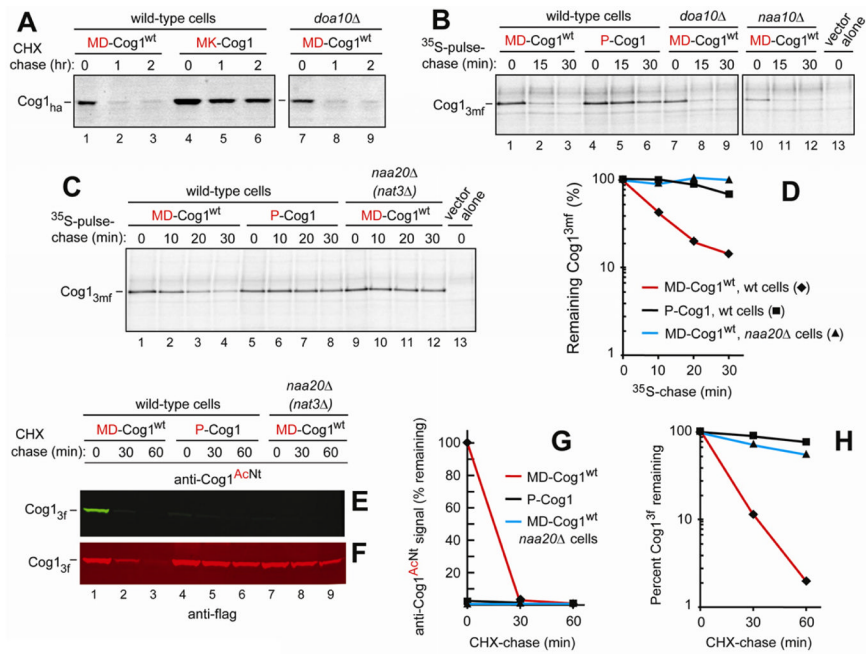 A
wild-type cells doa10Δ
CHX MD-Cog1wt MK-Cog1 MD-Cog1wt
chase (hr): 0 1 2 0 1 2 0 1 2
Cog1ha
1 2 3 4 5 6 7 8 9
B
wild-type cells doa10Δ naa10Δ
35S-pulse- MD-Cog1wt P-Cog1 MD-Cog1wt MD-Cog1wt vector alone
chase (min): 0 15 30 0 15 30 0 15 30 0 15 30 0
Cog13mf
1 2 3 4 5 6 7 8 9 10 11 12 13
C
naa20Δ
wild-type cells (nat3Δ)
35S-pulse- MD-Cog1wt P-Cog1 MD-Cog1wt vector alone
chase (min): 0 10 20 30 0 10 20 30 0 10 20 30 0
Cog13mf
1 2 3 4 5 6 7 8 9 10 11 12 13
D
Remaining Cog13mf (%)
100
10
1
MD-Cog1wt, wt cells (◆)
P-Cog1, wt cells (■)
MD-Cog1wt, naa20Δ cells (▲)
0 10 20 30
35S-chase (min)
naa20Δ
wild-type cells (nat3Δ)
CHX MD-Cog1wt P-Cog1 MD-Cog1wt
chase (min): 0 30 60 0 30 60 0 30 60
anti-Cog1AcNt
Cog13f E
Cog13f F
1 2 3 4 5 6 7 8 9
anti-flag
G
anti-Cog1AcNt signal (% remaining)
100
80
60
40
20
MD-Cog1wt
P-Cog1
MD-Cog1wt
naa20Δ cells
0 30 60
CHX-chase (min)
H
Percent Cog13f remaining
100
10
1
0 30 60
CHX-chase (min)